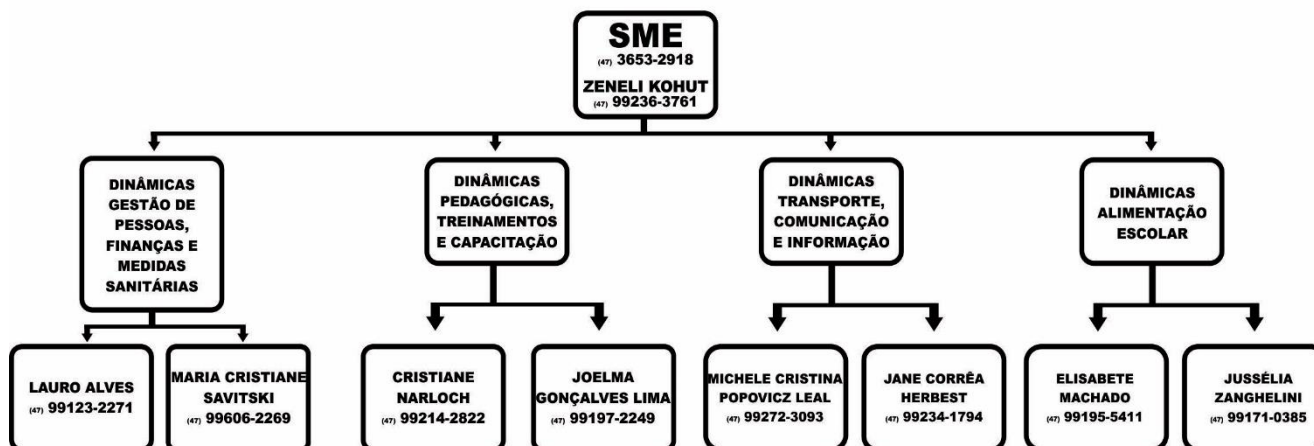 SME
(47) 3653-2918
ZENELI KOHUT
(47) 99236-3761
DINÂMICAS
GESTÃO DE
PESSOAS,
FINANÇAS E
MEDIDAS
SANITÁRIAS
DINÂMICAS
PEDAGÓGICAS,
TREINAMENTOS
E CAPACITAÇÃO
DINÂMICAS
TRANSPORTE,
COMUNICAÇÃO
E INFORMAÇÃO
DINÂMICAS
ALIMENTAÇÃO
ESCOLAR
LAURO ALVES
(47) 99123-2271
MARIA CRISTIANE
SAVITSKI
(47) 99606-2269
CRISTIANE
NARLOCH
(47) 99214-2822
JOELMA
GONÇALVES LIMA
(47) 99197-2249
MICHELE CRISTINA
POPOVICZ LEAL
(47) 99272-3093
JANE CORRÊA
HERBEST
(47) 99234-1794
ELISABETE
MACHADO
(47) 99195-5411
JUSSÉLIA
ZANGHELINI
(47) 99171-0385